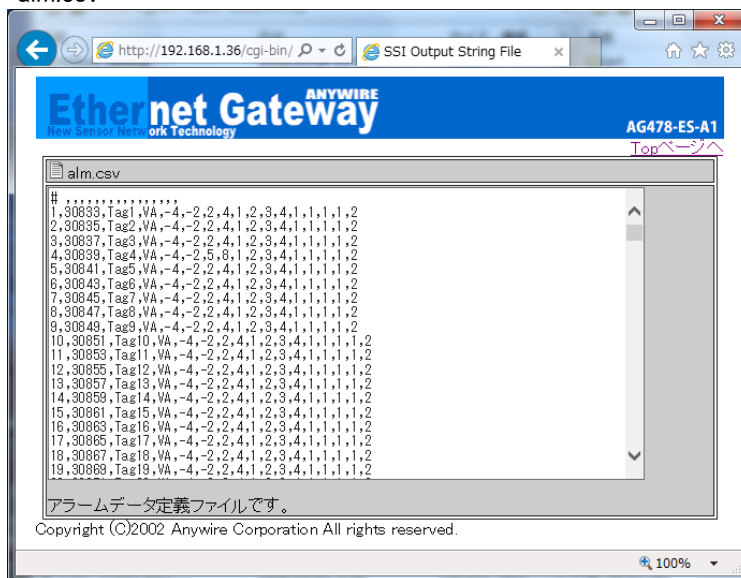 alm.csv
http://192.168.1.36/cgi-bin/
SSI Output String File
Ethernet Gateway
ANYWIRE
New Sensor Network Technology
AG478-ES-A1
Topページへ
alm.csv
# ,,,,,,,,,,,,,,,,
1,30833,Tag1,VA,-4,-2,2,4,1,2,3,4,1,1,1,1,2
2,30835,Tag2,VA,-4,-2,2,4,1,2,3,4,1,1,1,1,2
3,30837,Tag3,VA,-4,-2,2,4,1,2,3,4,1,1,1,1,2
4,30839,Tag4,VA,-4,-2,5,8,1,2,3,4,1,1,1,1,2
5,30841,Tag5,VA,-4,-2,2,4,1,2,3,4,1,1,1,1,2
6,30843,Tag6,VA,-4,-2,2,4,1,2,3,4,1,1,1,1,2
7,30845,Tag7,VA,-4,-2,2,4,1,2,3,4,1,1,1,1,2
8,30847,Tag8,VA,-4,-2,2,4,1,2,3,4,1,1,1,1,2
9,30849,Tag9,VA,-4,-2,2,4,1,2,3,4,1,1,1,1,2
10,30851,Tag10,VA,-4,-2,2,4,1,2,3,4,1,1,1,1,2
11,30853,Tag11,VA,-4,-2,2,4,1,2,3,4,1,1,1,1,2
12,30855,Tag12,VA,-4,-2,2,4,1,2,3,4,1,1,1,1,2
13,30857,Tag13,VA,-4,-2,2,4,1,2,3,4,1,1,1,1,2
14,30859,Tag14,VA,-4,-2,2,4,1,2,3,4,1,1,1,1,2
15,30861,Tag15,VA,-4,-2,2,4,1,2,3,4,1,1,1,1,2
16,30863,Tag16,VA,-4,-2,2,4,1,2,3,4,1,1,1,1,2
17,30865,Tag17,VA,-4,-2,2,4,1,2,3,4,1,1,1,1,2
18,30867,Tag18,VA,-4,-2,2,4,1,2,3,4,1,1,1,1,2
19,30869,Tag19,VA,-4,-2,2,4,1,2,3,4,1,1,1,1,2
アラームデータ定義ファイルです。
Copyright (C)2002 Anywire Corporation All rights reserved.
100%